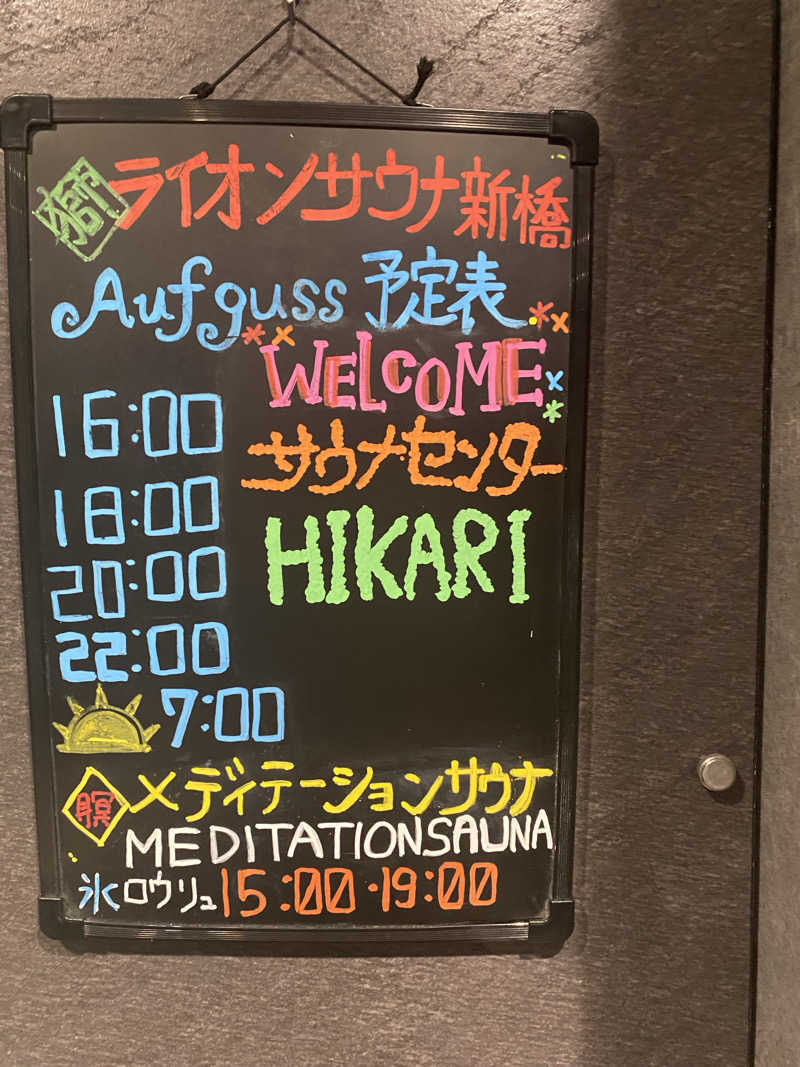 獅 ライオンサウナ新橋
Aufguss 予定表
WELCOME
16:00
サウナセンター
18:00
HIKARI
20:00
22:00
7:00
瞑 メディテーションサウナ
MEDITATIONSAUNA
氷ロウリュ 15:00・19:00